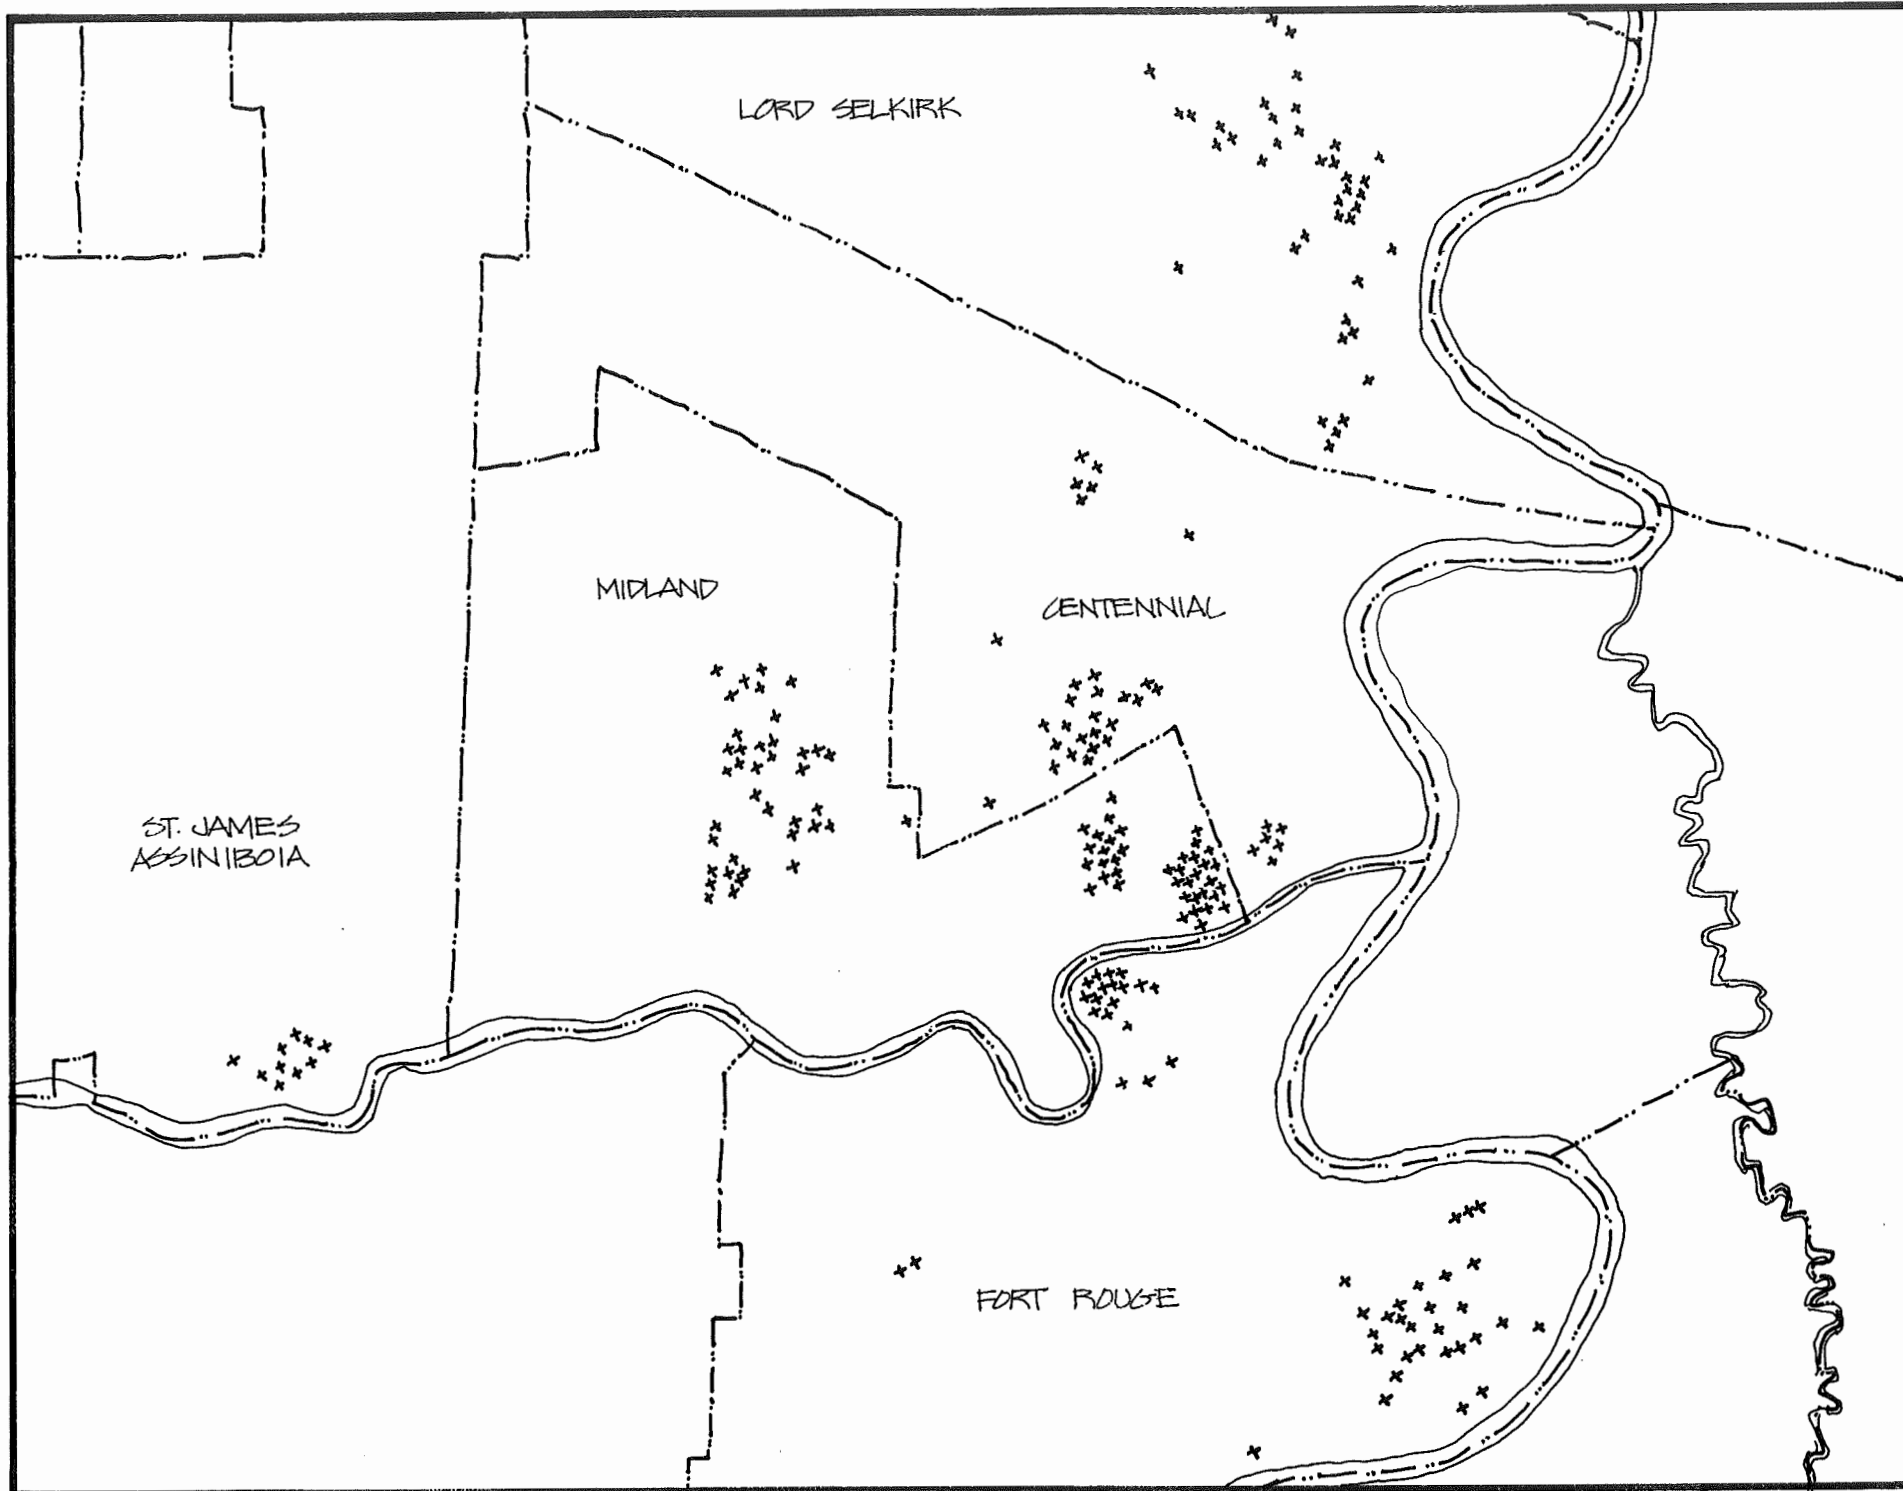 LORD SELKIRK
MIDLAND
CENTENNIAL
ST. JAMES
ASSINIBOIA
FORT ROUGE